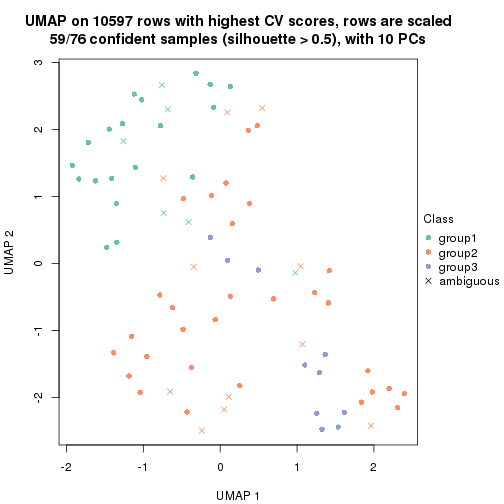 UMAP on 10597 rows with highest CV scores, rows are scaled
59/76 confident samples (silhouette > 0.5), with 10 PCs
3
2
1
0
-1
-2
UMAP 2
-2
-1
0
1
2
UMAP 1
Class
group1
group2
group3
ambiguous